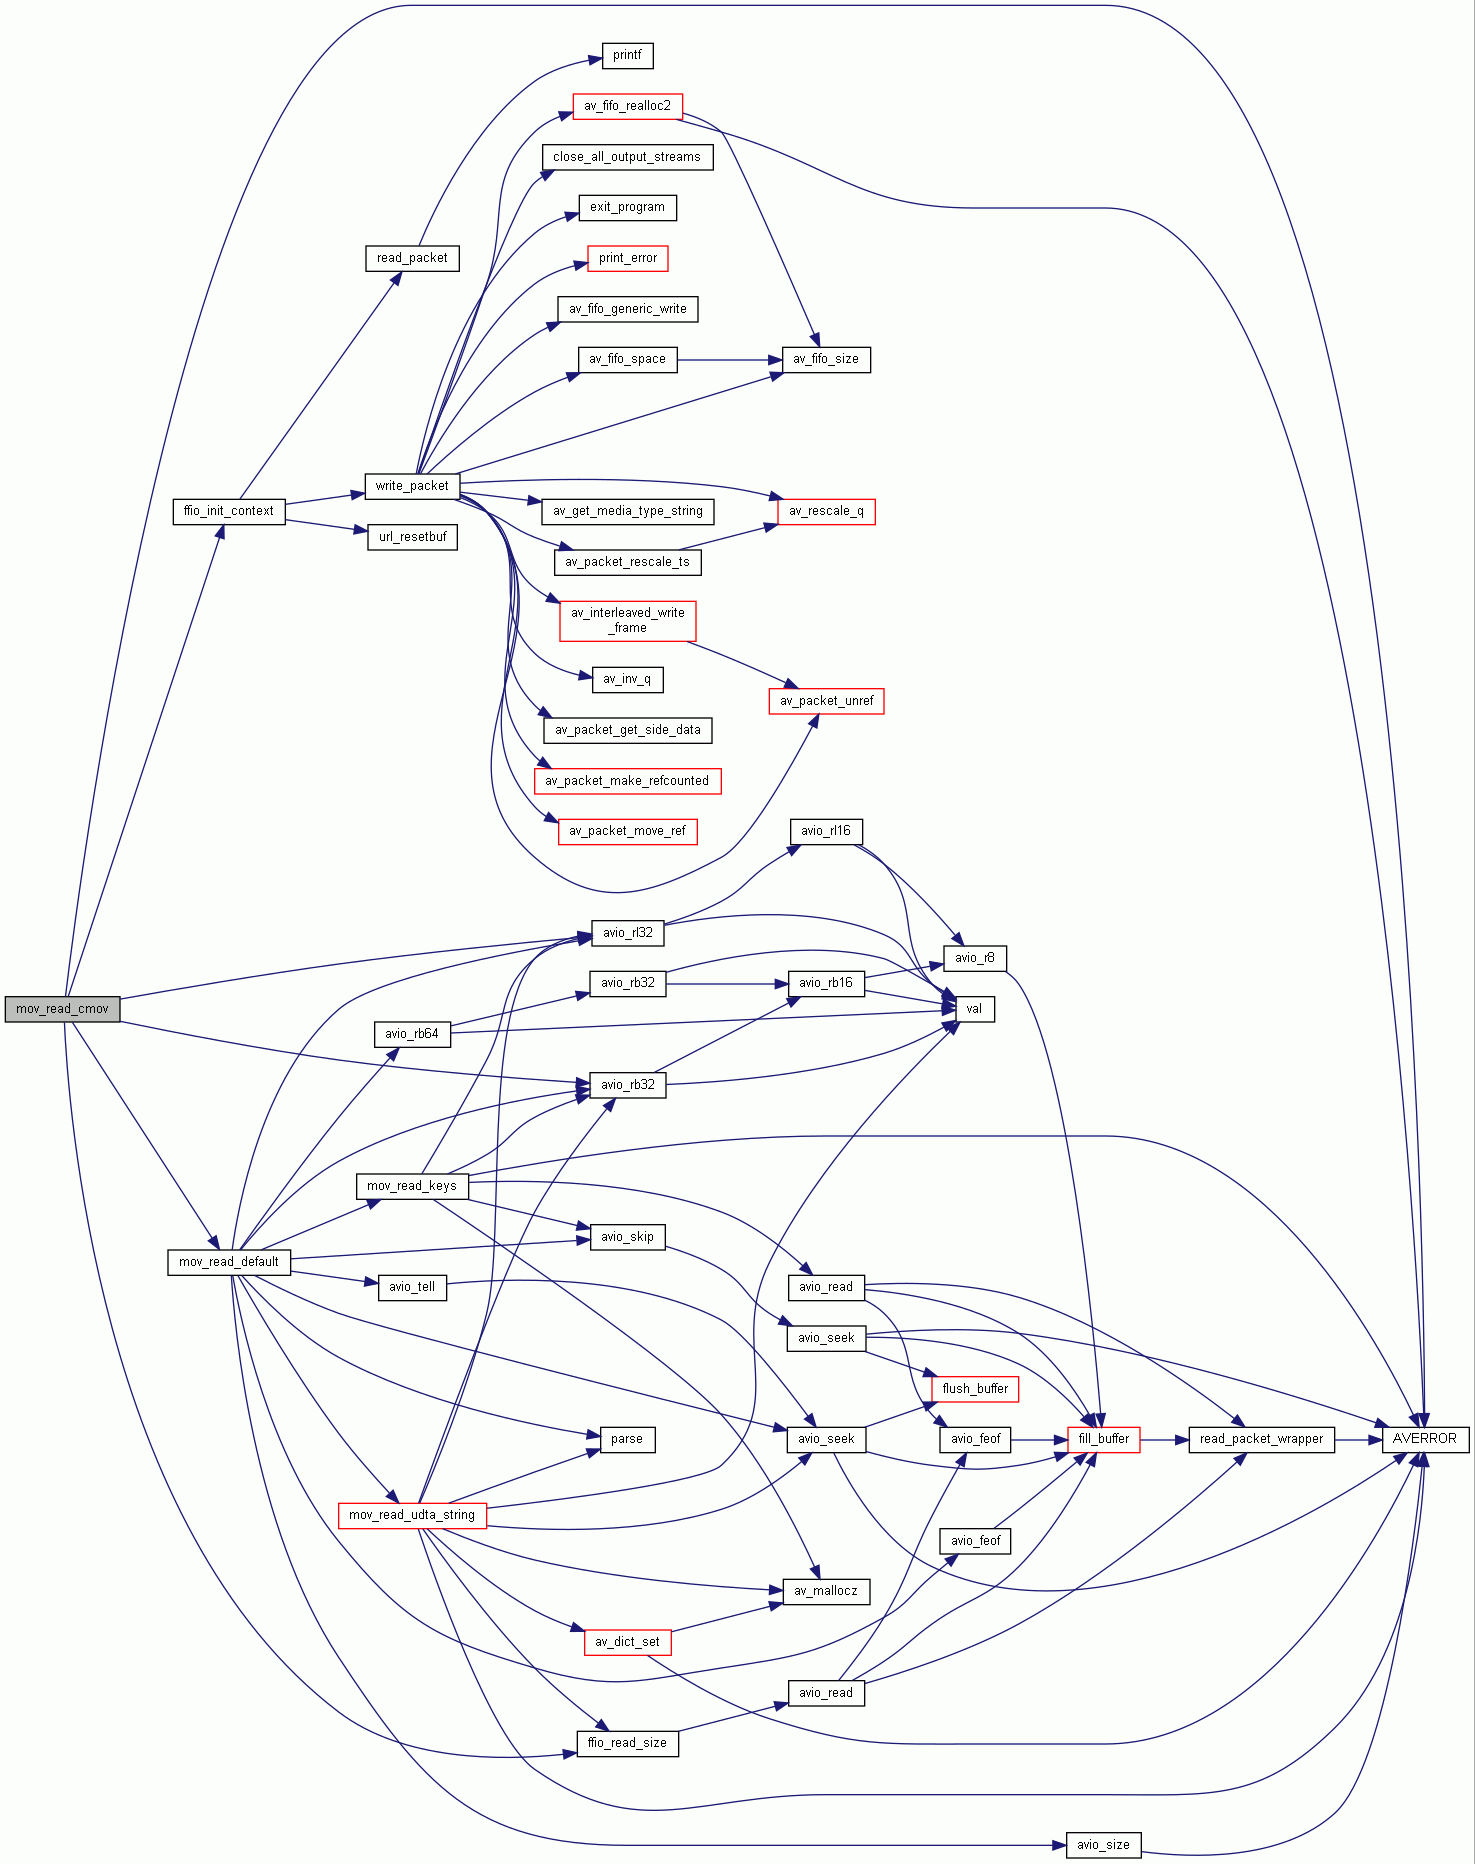 printf
av_fifo_realloc2
close_all_output_streams
exit_program
read_packet
print_error
av_fifo_generic_write
av_fifo_space
av_fifo_size
write_packet
ffio_init_context
av_get_media_type_string
av_rescale_q
url_resetbuf
av_packet_rescale_ts
av_interleaved_write
_frame
av_inv_q
av_packet_unref
av_packet_get_side_data
av_packet_make_refcounted
av_packet_move_ref
avio_rl16
avio_rl32
avio_r8
avio_rb32
avio_rb16
mov_read_cmov
val
avio_rb64
avio_rb32
mov_read_keys
avio_skip
mov_read_default
avio_tell
avio_read
avio_seek
flush_buffer
parse
avio_seek
avio_feof
fill_buffer
read_packet_wrapper
AVERROR
mov_read_udta_string
avio_feof
av_mallocz
av_dict_set
avio_read
ffio_read_size
avio_size